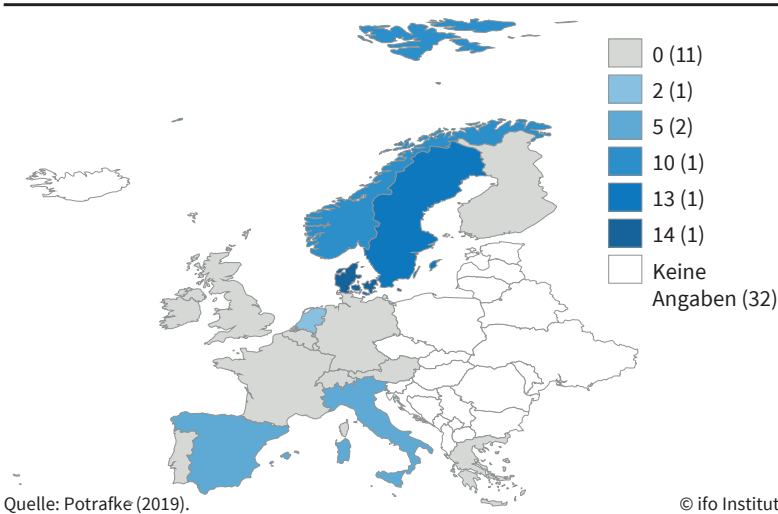 0 (11)
2 (1)
5 (2)
10 (1)
13 (1)
14 (1)
Keine
Angaben (32)
Quelle: Potrafke (2019).
© ifo Institut